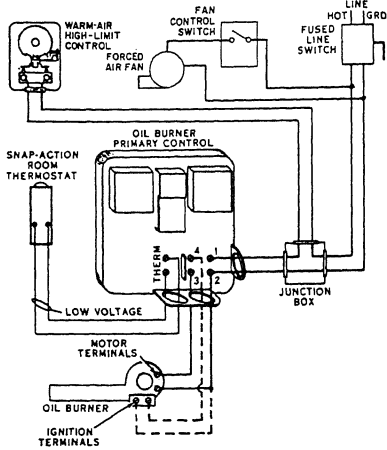 WARM-AIR
HIGH-LIMIT
CONTROL
FAN
CONTROL
SWITCH
LINE
HOT GRD
FUSED
LINE
SWITCH
FORCED
AIR FAN
OIL BURNER
PRIMARY CONTROL
SNAP-ACTION
ROOM
THERMOSTAT
THERM
4
1
3
2
JUNCTION
BOX
LOW VOLTAGE
MOTOR
TERMINALS
OIL BURNER
IGNITION
TERMINALS